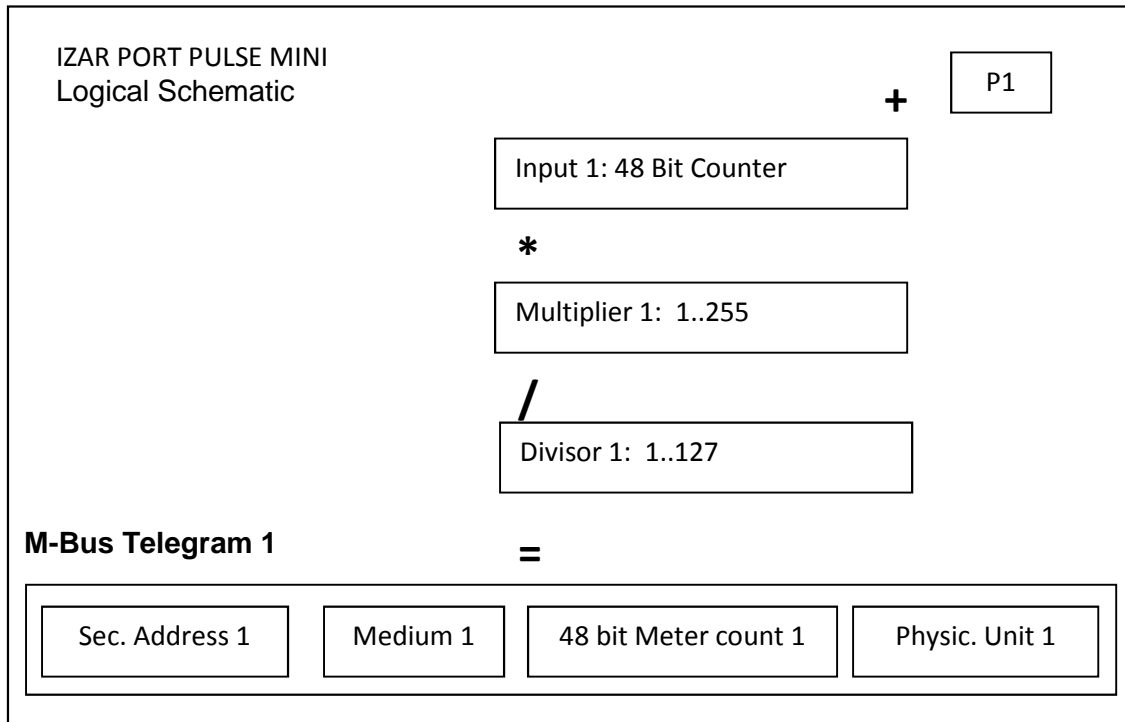 IZAR PORT PULSE MINI
Logical Schematic
+
P1
Input 1: 48 Bit Counter
*
Multiplier 1: 1..255
/
Divisor 1: 1..127
M-Bus Telegram 1
=
Sec. Address 1
Medium 1
48 bit Meter count 1
Physic. Unit 1